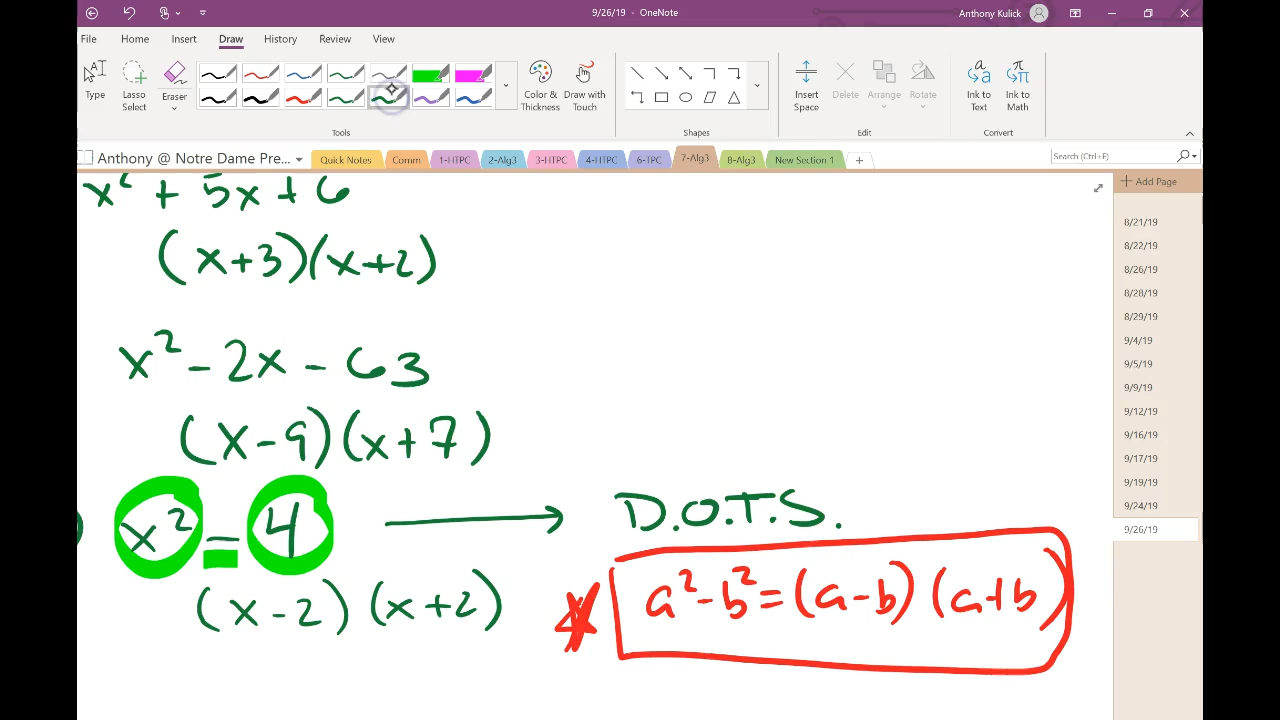 9/26/19 - OneNote
Anthony Kulick
File Home Insert Draw History Review View
Type
Lasso Select
Eraser
Color & Thickness
Draw with Touch
Insert Space
Delete
Arrange
Rotate
Ink to Text
Ink to Math
Tools Shapes Edit Convert
Anthony @ Notre Dame Pre... Quick Notes Comm 1-HTPC 2-Alg3 3-HTPC 4-HTPC 6-TPC 7-Alg3 8-Alg3 New Section 1 +
Search (Ctrl+F)
+ Add Page
8/21/19
8/22/19
8/26/19
8/28/19
8/29/19
9/4/19
9/5/19
9/9/19
9/12/19
9/16/19
9/17/19
9/19/19
9/24/19
9/26/19
x² + 5x + 6
(x+3)(x+2)
x² - 2x - 63
(x-9)(x+7)
x² - 4 → D.O.T.S.
(x-2)(x+2)
a²-b²=(a-b)(a+b)